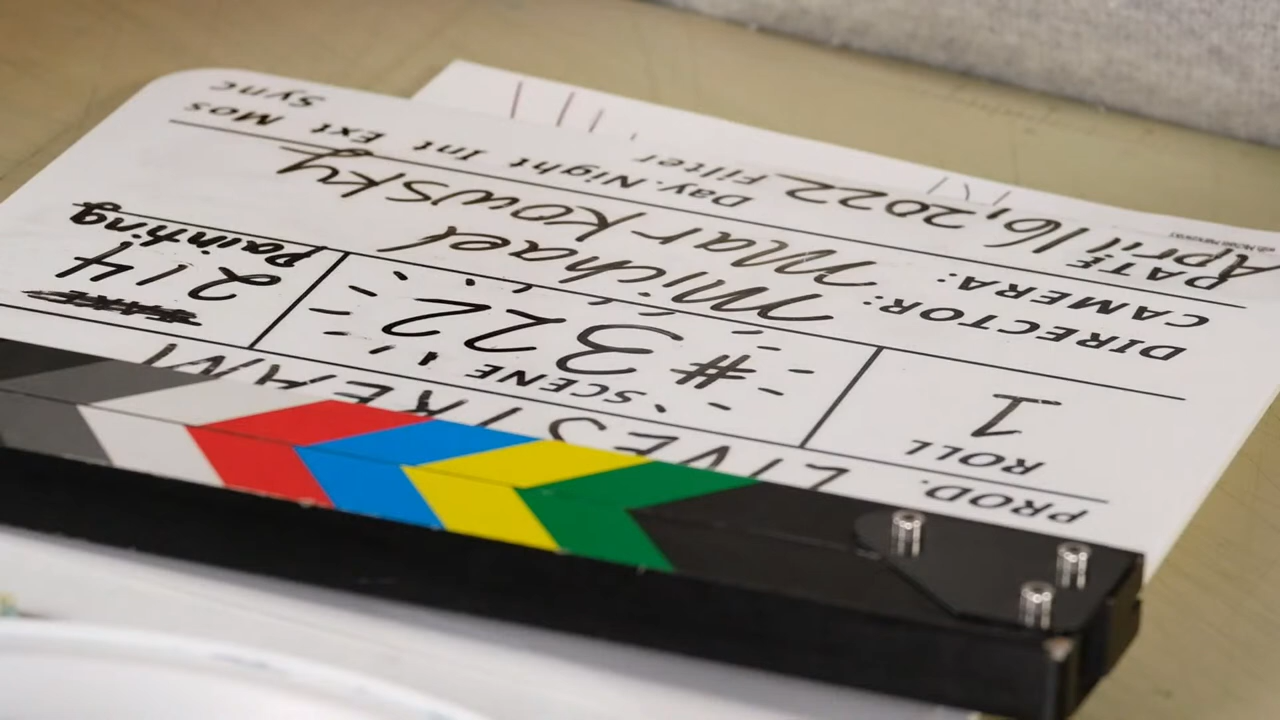 PROD. LIVESTREAM
ROLL SCENE
1 #322 214 Painting
DIRECTOR: Michael Markowsky
CAMERA:
DATE Filter Day. Night Int Ext Mos
April 16, 2022 Sync